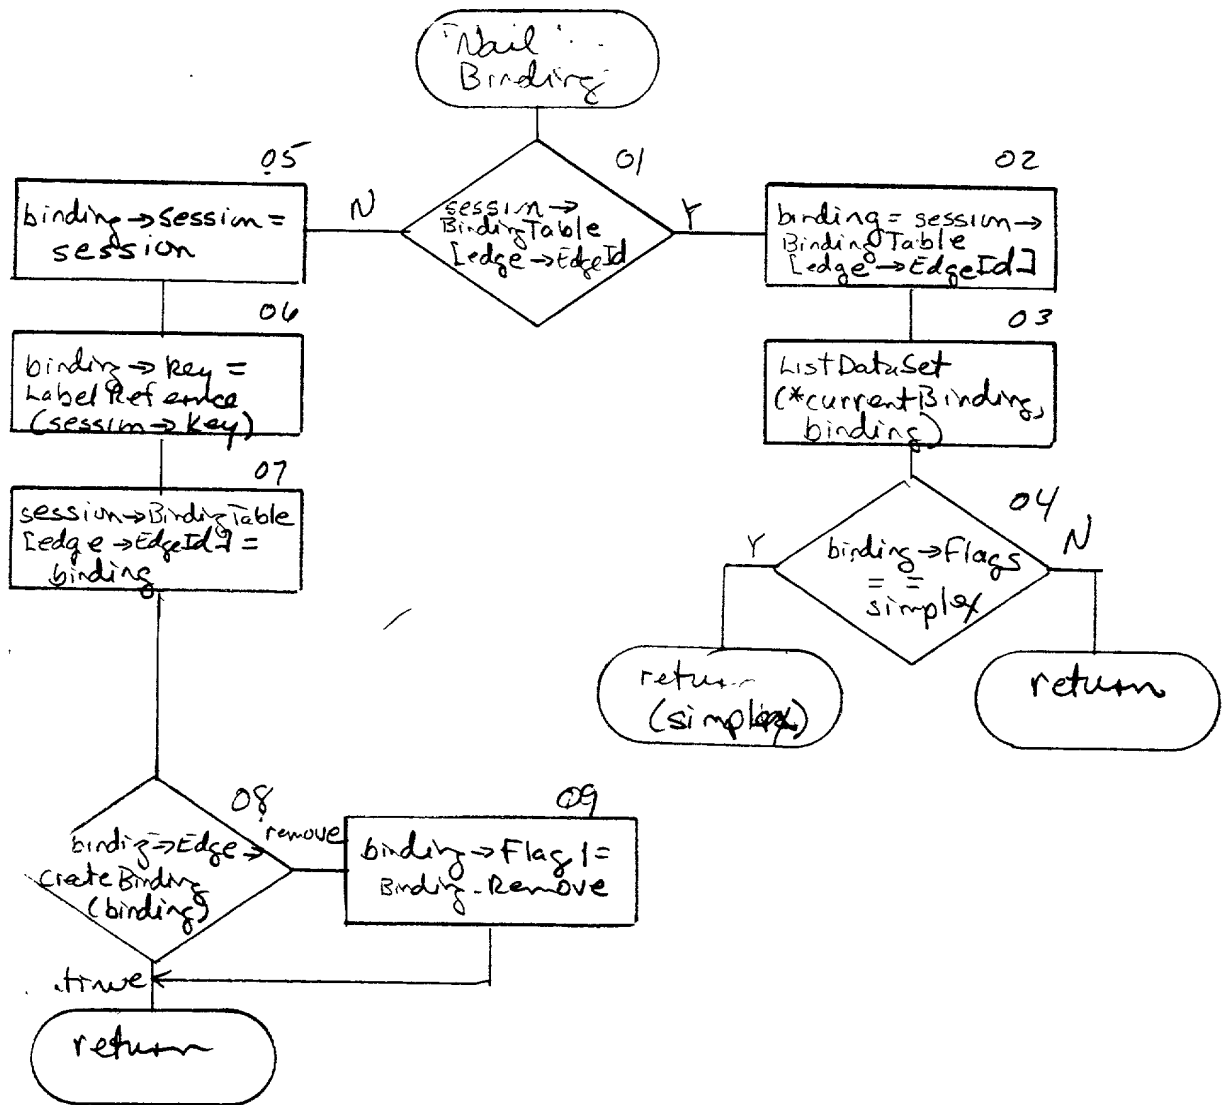 "Nail"
Binding
01
session→
BindingTable
[edge→EdgeId
N
Y
02
binding = session→
BindingTable
[edge→EdgeId]
03
ListDataSet
(*currentBinding,
binding)
04
binding→Flags
= =
simplex
Y
N
return
(simplex)
return
05
binding→session =
session
06
binding→key =
LabelReference
(session→key)
07
session→BindingTable
[edge→EdgeId] =
binding
08
binding→Edge→
CreateBinding
(binding)
remove
09
binding→Flag |=
Binding_Remove
return